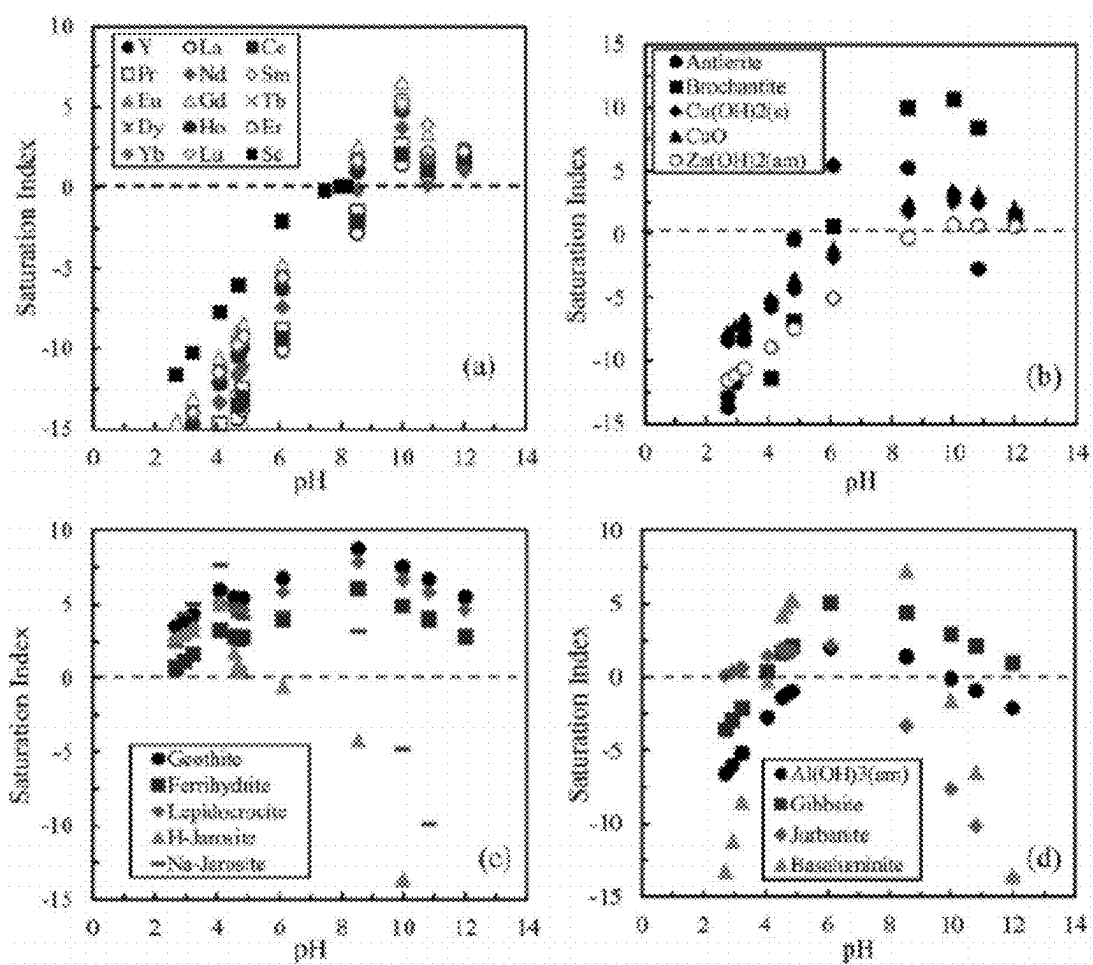 10
5
0
-5
-10
-15
0 2 4 6 8 10 12 14
pH
Saturation Index
Y La Ce
Pr Nd Sm
Eu Gd Tb
Dy Ho Er
Yb Lu Sc
(a)
15
10
5
0
-5
-10
-15
0 2 4 6 8 10 12 14
pH
Saturation Index
Antlerite
Brochantite
Cu(OH)2(s)
CuO
Zn(OH)2(am)
(b)
10
5
0
-5
-10
-15
0 2 4 6 8 10 12 14
pH
Saturation Index
Goethite
Ferrihydrite
Lepidocrocite
H-Jarosite
Na-Jarosite
(c)
10
5
0
-5
-10
-15
0 2 4 6 8 10 12 14
pH
Saturation Index
Al(OH)3(am)
Gibbsite
Jurbanite
Basaluminite
(d)